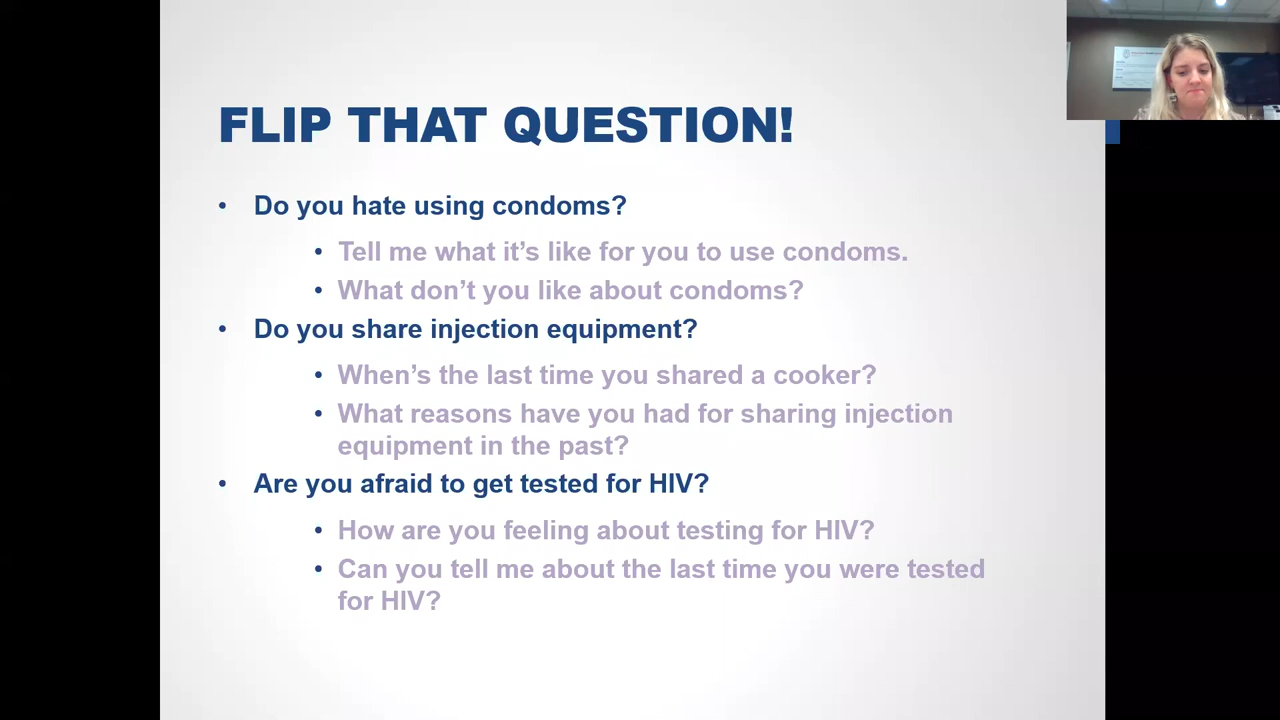 FLIP THAT QUESTION!
• Do you hate using condoms?
• Tell me what it’s like for you to use condoms.
• What don’t you like about condoms?
• Do you share injection equipment?
• When’s the last time you shared a cooker?
• What reasons have you had for sharing injection
equipment in the past?
• Are you afraid to get tested for HIV?
• How are you feeling about testing for HIV?
• Can you tell me about the last time you were tested
for HIV?